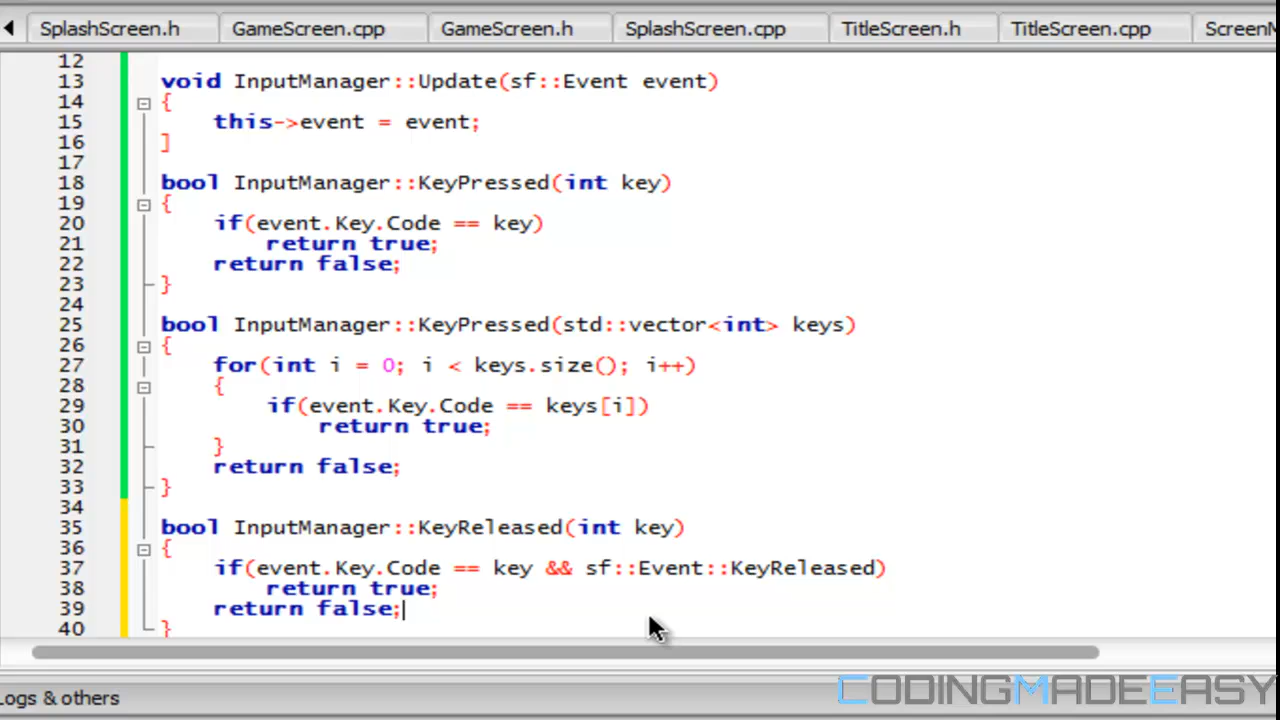 SplashScreen.h GameScreen.cpp GameScreen.h SplashScreen.cpp TitleScreen.h TitleScreen.cpp ScreenM
12
13 void InputManager::Update(sf::Event event)
14 {
15 this->event = event;
16 ]
17
18 bool InputManager::KeyPressed(int key)
19 {
20 if(event.Key.Code == key)
21 return true;
22 return false;
23 }
24
25 bool InputManager::KeyPressed(std::vector<int> keys)
26 {
27 for(int i = 0; i < keys.size(); i++)
28 {
29 if(event.Key.Code == keys[i])
30 return true;
31 }
32 return false;
33 }
34
35 bool InputManager::KeyReleased(int key)
36 {
37 if(event.Key.Code == key && sf::Event::KeyReleased)
38 return true;
39 return false;
40 }
Logs & others
CODINGMADEEASY